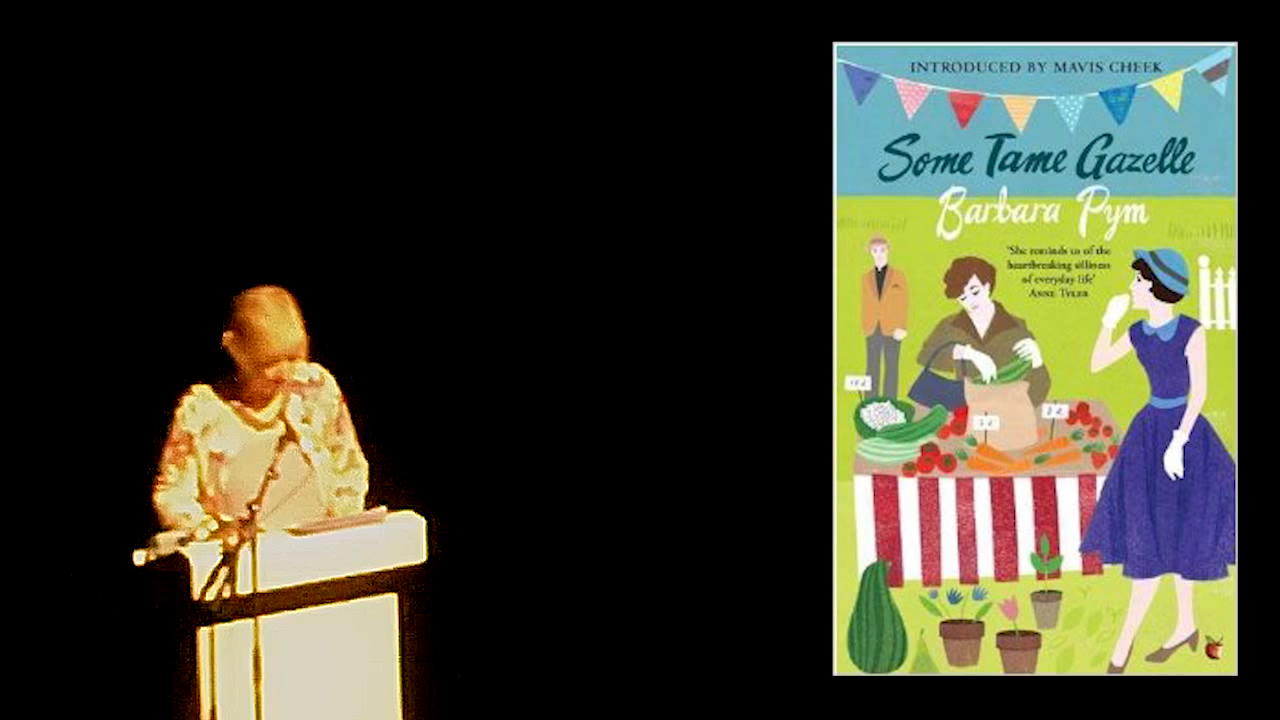 INTRODUCED BY MAVIS CHEEK
Some Tame Gazelle
Barbara Pym
'She reminds us of the
heartbreaking silliness
of everyday life'
ANNE TYLER